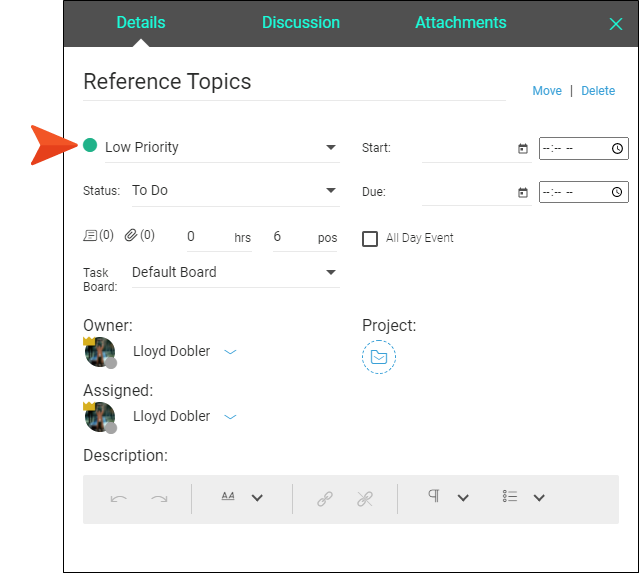 Details Discussion Attachments
Reference Topics
Move | Delete
Low Priority Start: --:-- --
Status: To Do Due: --:-- --
(0) (0) 0 hrs 6 pos All Day Event
Task Board: Default Board
Owner: Project:
Lloyd Dobler
Assigned:
Lloyd Dobler
Description:
AA